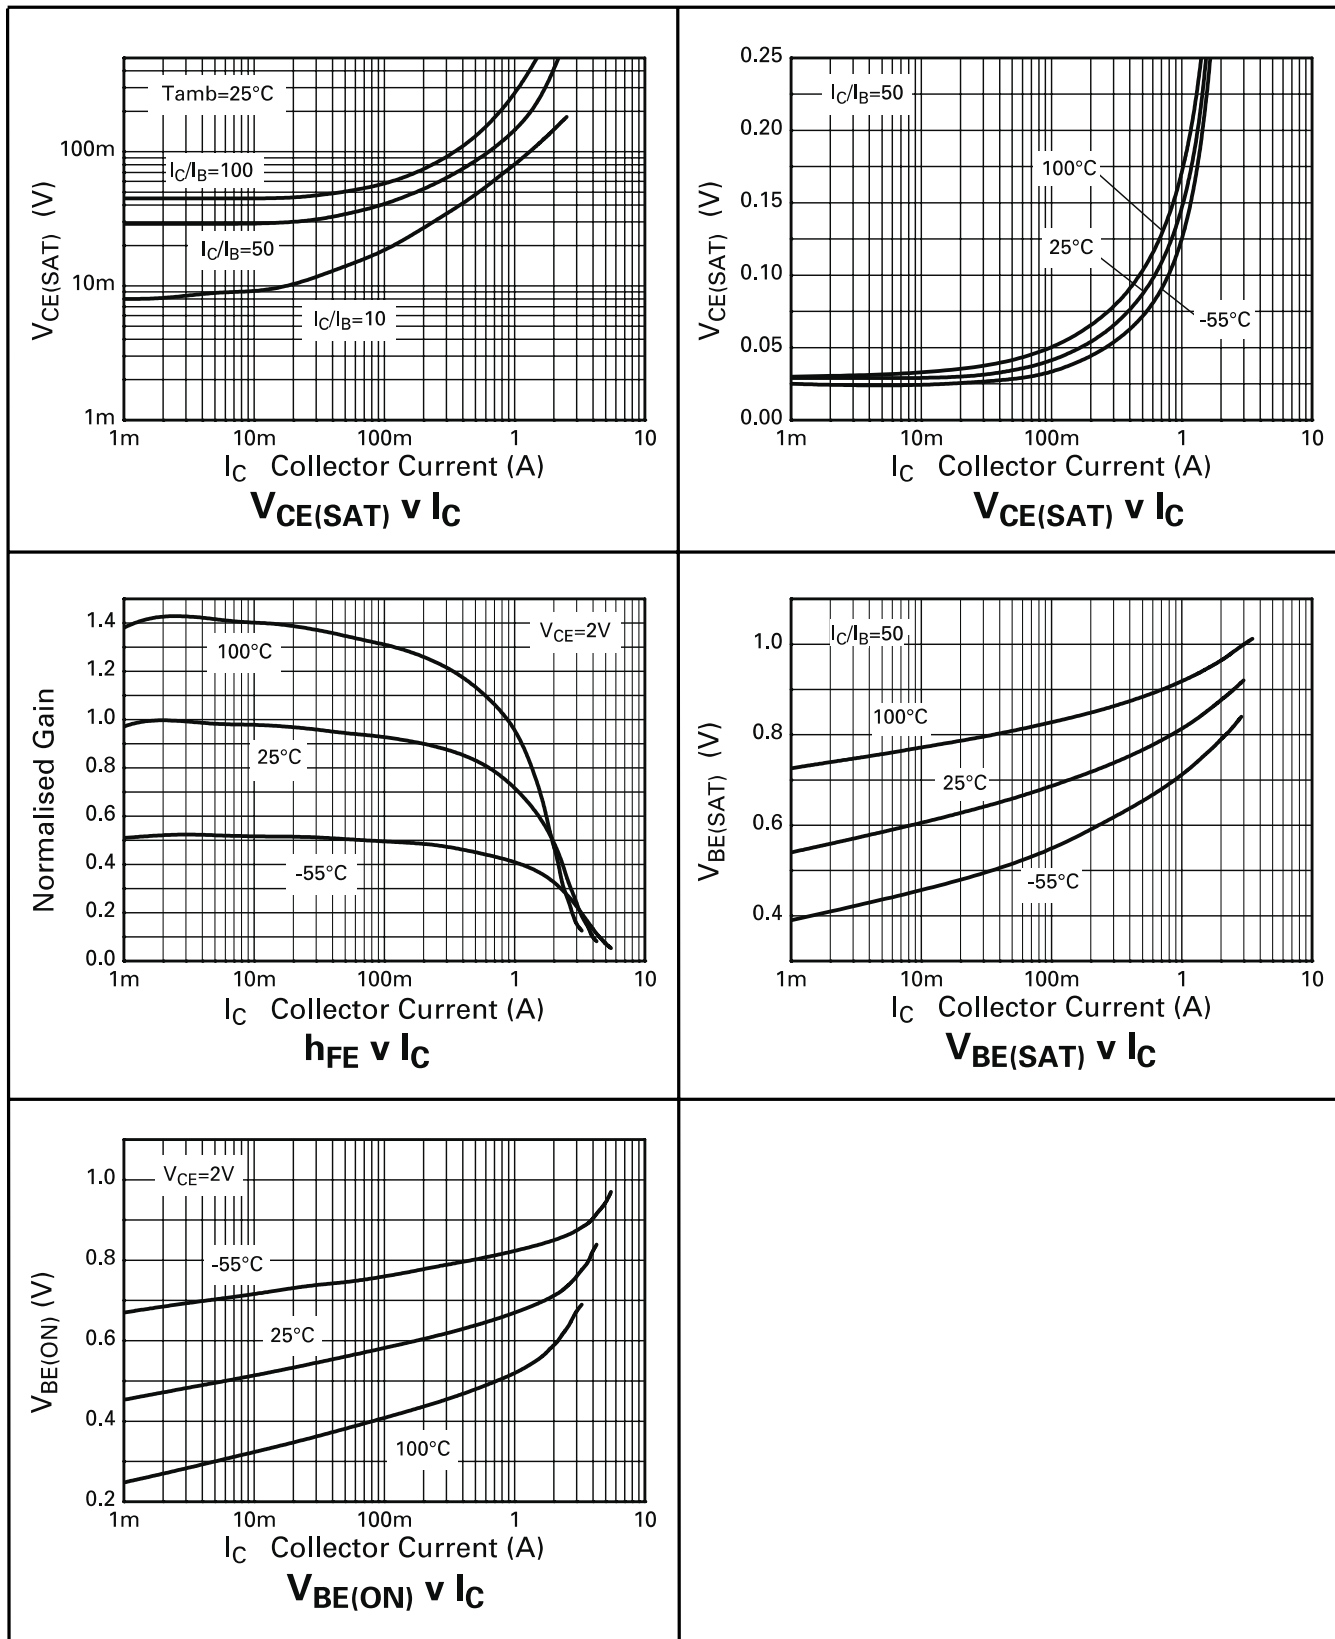 Tamb=25°C
IC/IB=100
IC/IB=50
IC/IB=10
100m
10m
1m
VCE(SAT) (V)
1m 10m 100m 1 10
IC Collector Current (A)
VCE(SAT) v IC
IC/IB=50
100°C
25°C
-55°C
0.25
0.20
0.15
0.10
0.05
0.00
VCE(SAT) (V)
1m 10m 100m 1 10
IC Collector Current (A)
VCE(SAT) v IC
VCE=2V
100°C
25°C
-55°C
1.4
1.2
1.0
0.8
0.6
0.4
0.2
0.0
Normalised Gain
1m 10m 100m 1 10
IC Collector Current (A)
hFE v IC
IC/IB=50
100°C
25°C
-55°C
1.0
0.8
0.6
0.4
VBE(SAT) (V)
1m 10m 100m 1 10
IC Collector Current (A)
VBE(SAT) v IC
VCE=2V
-55°C
25°C
100°C
1.0
0.8
0.6
0.4
0.2
VBE(ON) (V)
1m 10m 100m 1 10
IC Collector Current (A)
VBE(ON) v IC